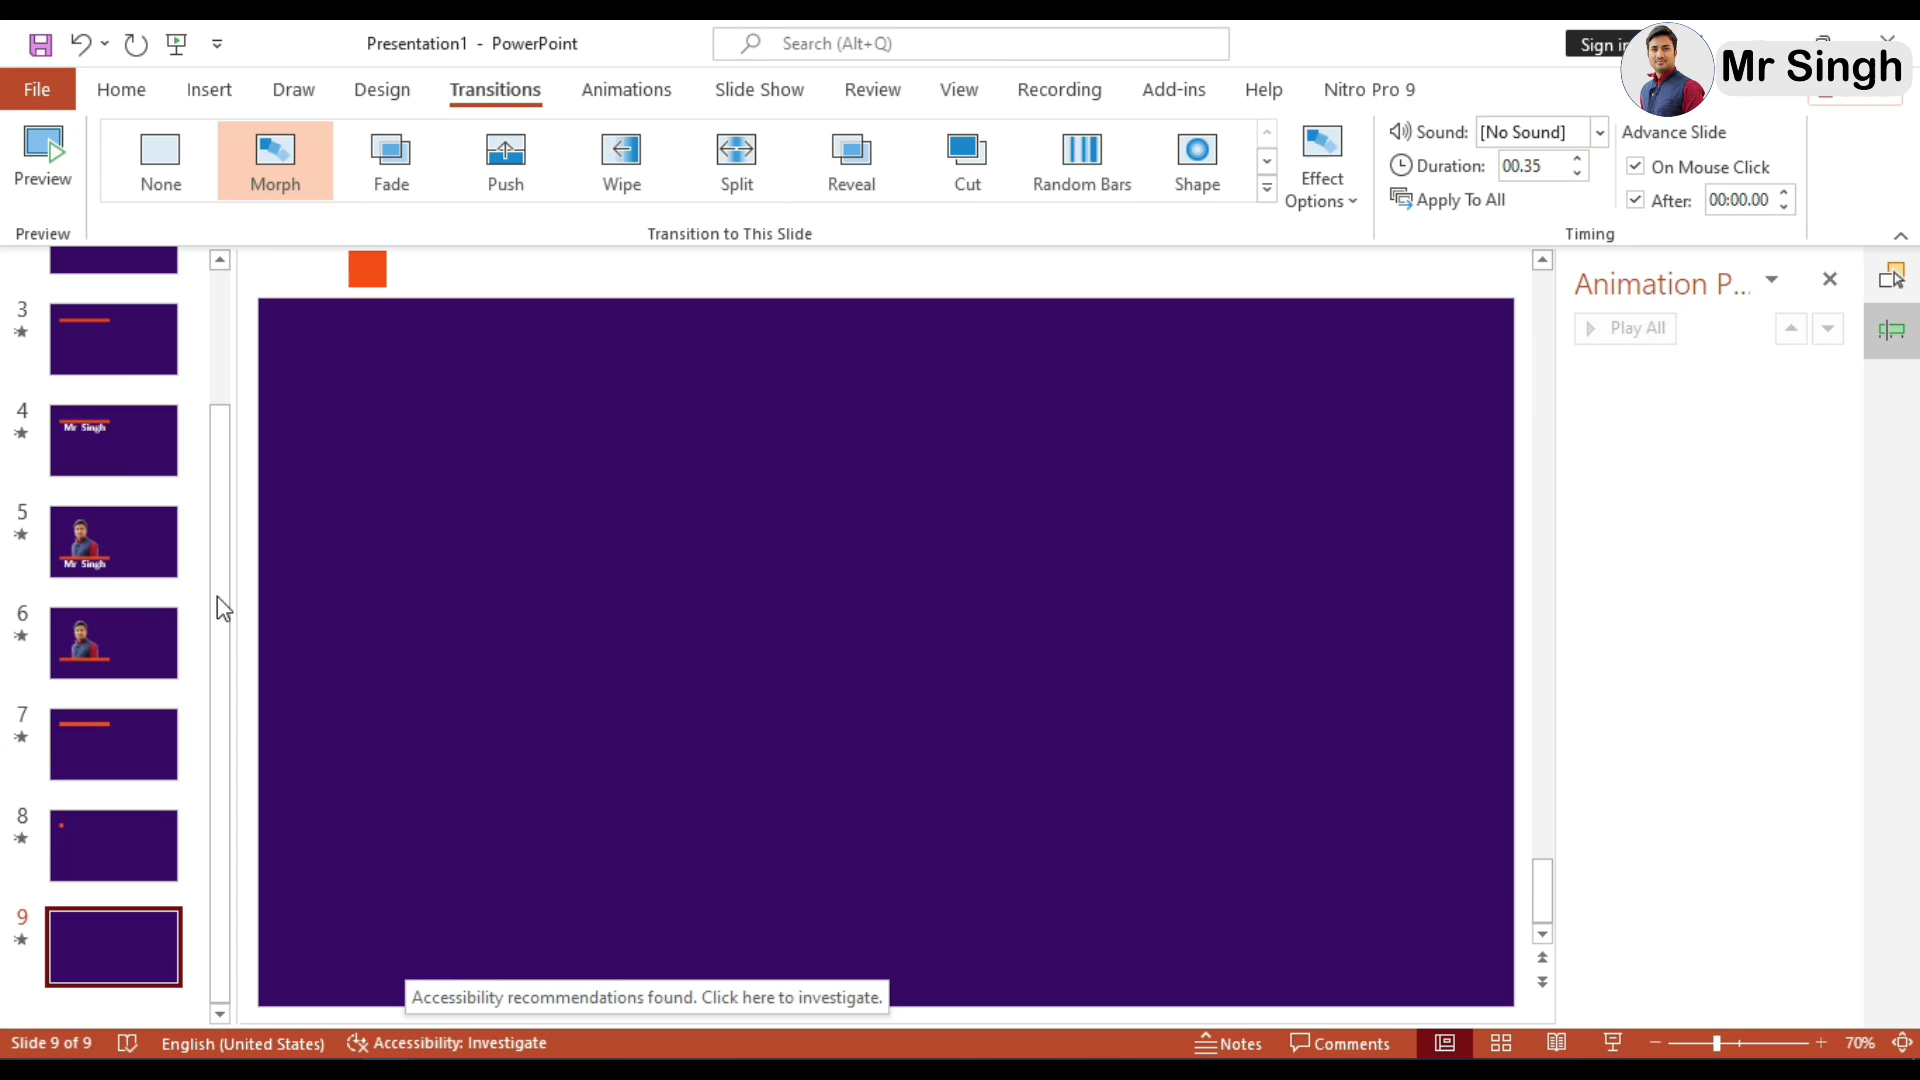 Presentation1 - PowerPoint
Search (Alt+Q)
Sign in
Mr Singh
File
Home
Insert
Draw
Design
Transitions
Animations
Slide Show
Review
View
Recording
Add-ins
Help
Nitro Pro 9
Preview
None
Morph
Fade
Push
Wipe
Split
Reveal
Cut
Random Bars
Shape
Effect
Options
Sound:
[No Sound]
Duration:
00.35
Apply To All
Advance Slide
On Mouse Click
After:
00:00.00
Preview
Transition to This Slide
Timing
3
4
Mr Singh
5
Mr Singh
6
7
8
9
Animation P...
Play All
Accessibility recommendations found. Click here to investigate.
Slide 9 of 9
English (United States)
Accessibility: Investigate
Notes
Comments
70%